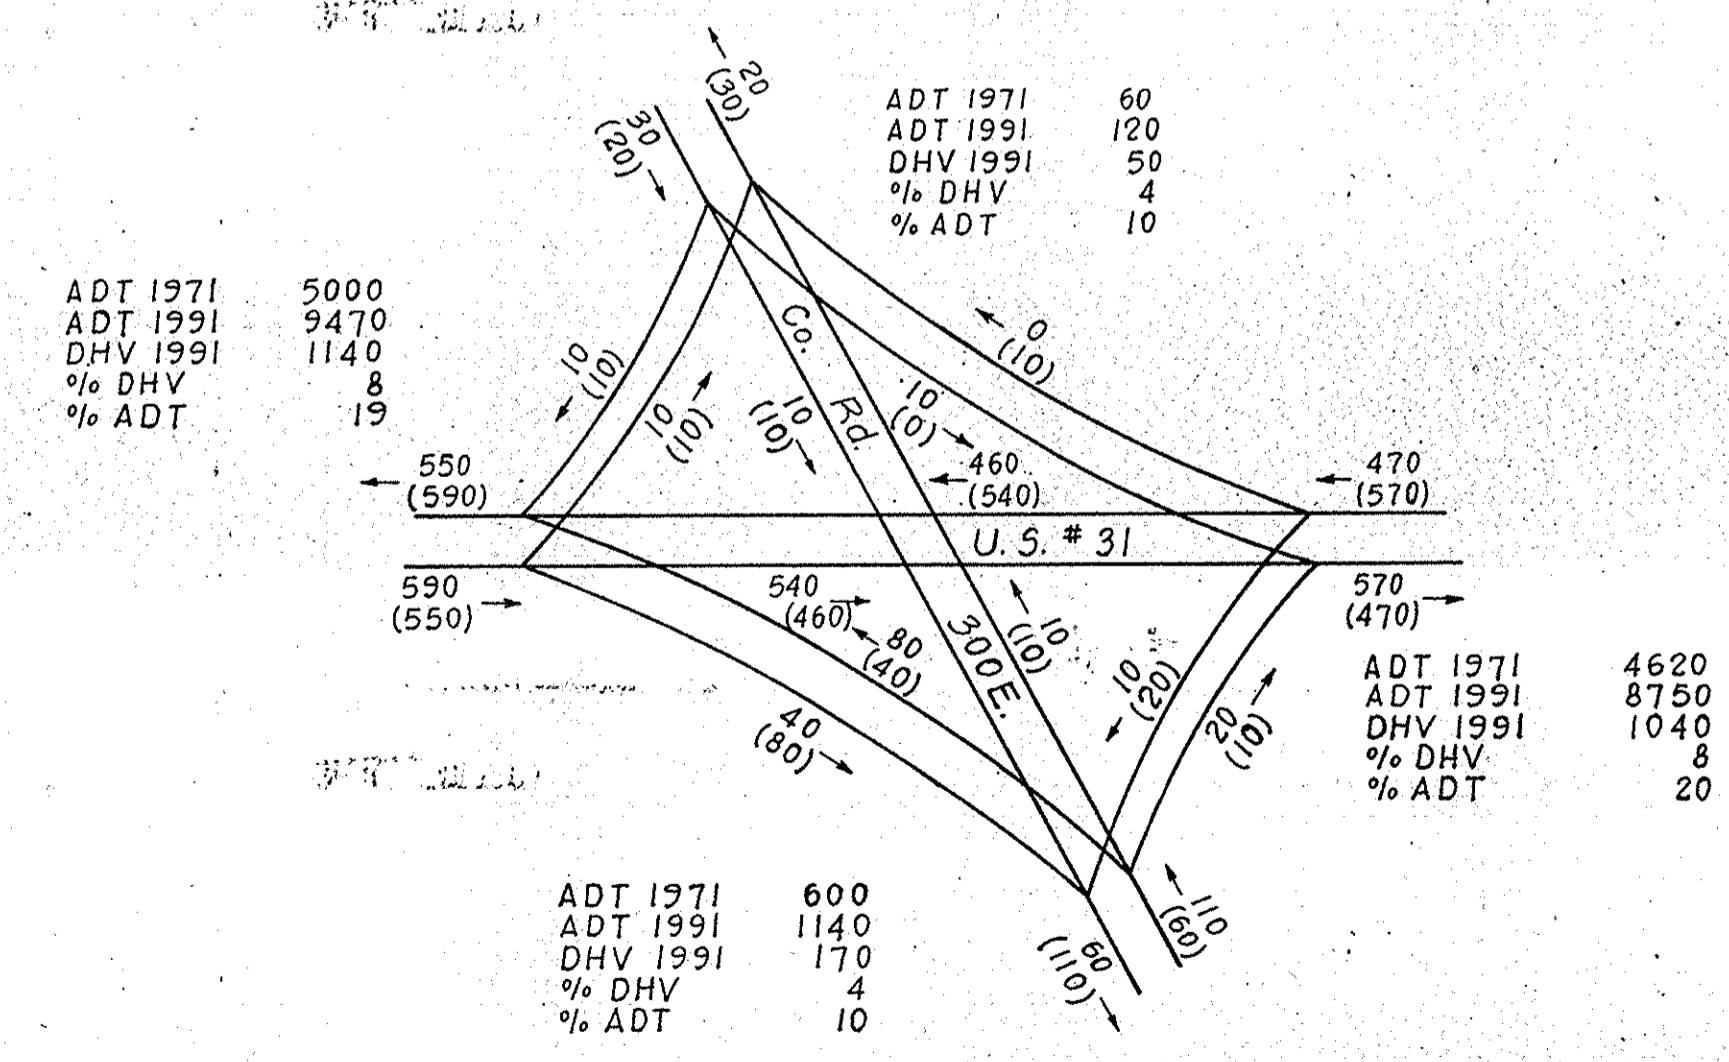 20
(30)
30
(20)
ADT 1971 60
ADT 1991 120
DHV 1991 50
% DHV 4
% ADT 10
ADT 1971 5000
ADT 1991 9470
DHV 1991 1140
% DHV 8
% ADT 19
10
(10)
10
(10)
Co. Rd. 300E.
10
(10)
0
(10)
10
(0)
550
(590)
460
(540)
470
(570)
U.S. # 31
590
(550)
540
(460)
570
(470)
80
(40)
10
(10)
10
(20)
20
(10)
40
(80)
ADT 1971 4620
ADT 1991 8750
DHV 1991 1040
% DHV 8
% ADT 20
ADT 1971 600
ADT 1991 1140
DHV 1991 170
% DHV 4
% ADT 10
110
(60)
60
(110)